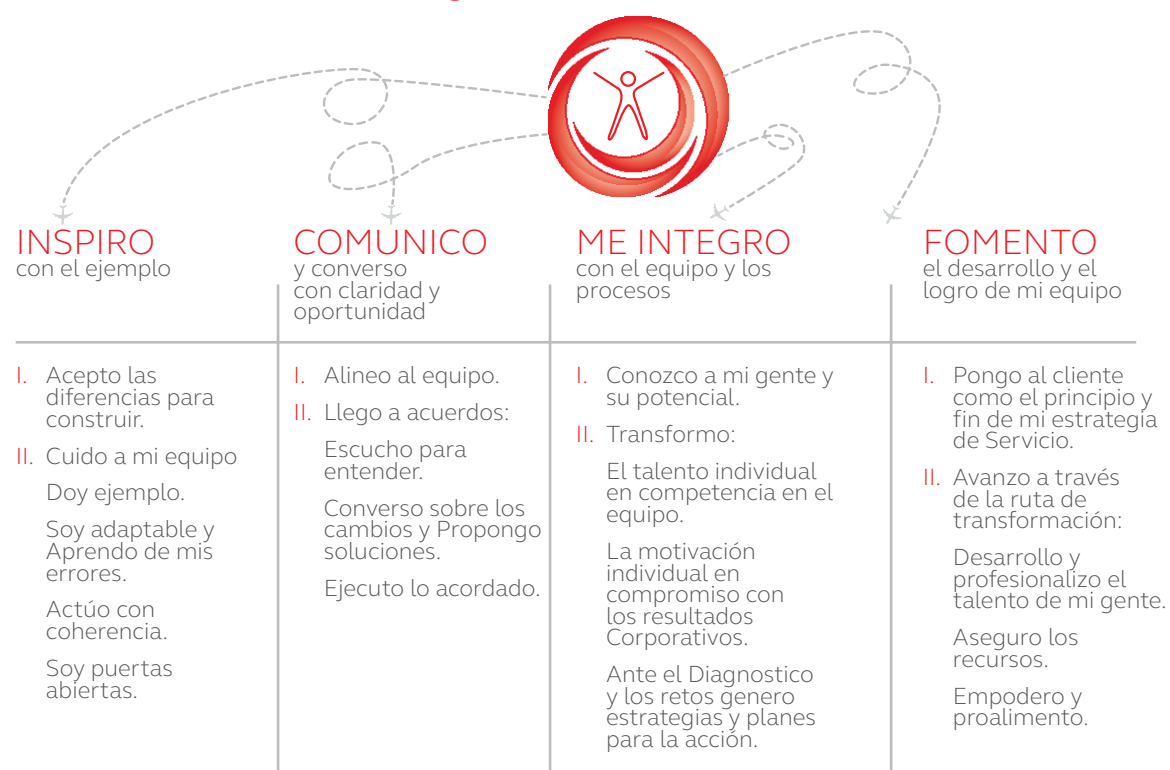 INSPIRO
con el ejemplo
I. Acepto las
diferencias para
construir.
II. Cuido a mi equipo
Doy ejemplo.
Soy adaptable y
Aprendo de mis
errores.
Actúo con
coherencia.
Soy puertas
abiertas.
COMUNICO
y converso
con claridad y
oportunidad
I. Alineo al equipo.
II. Llego a acuerdos:
Escucho para
entender.
Converso sobre los
cambios y Propongo
soluciones.
Ejecuto lo acordado.
ME INTEGRO
con el equipo y los
procesos
I. Conozco a mi gente y
su potencial.
II. Transformo:
El talento individual
en competencia en el
equipo.
La motivación
individual en
compromiso con
los resultados
Corporativos.
Ante el Diagnostico
y los retos genero
estrategias y planes
para la acción.
FOMENTO
el desarrollo y el
logro de mi equipo
I. Pongo al cliente
como el principio y
fin de mi estrategia
de Servicio.
II. Avanzo a través
de la ruta de
transformación:
Desarrollo y
profesionalizo el
talento de mi gente.
Aseguro los
recursos.
Empodero y
proalimento.